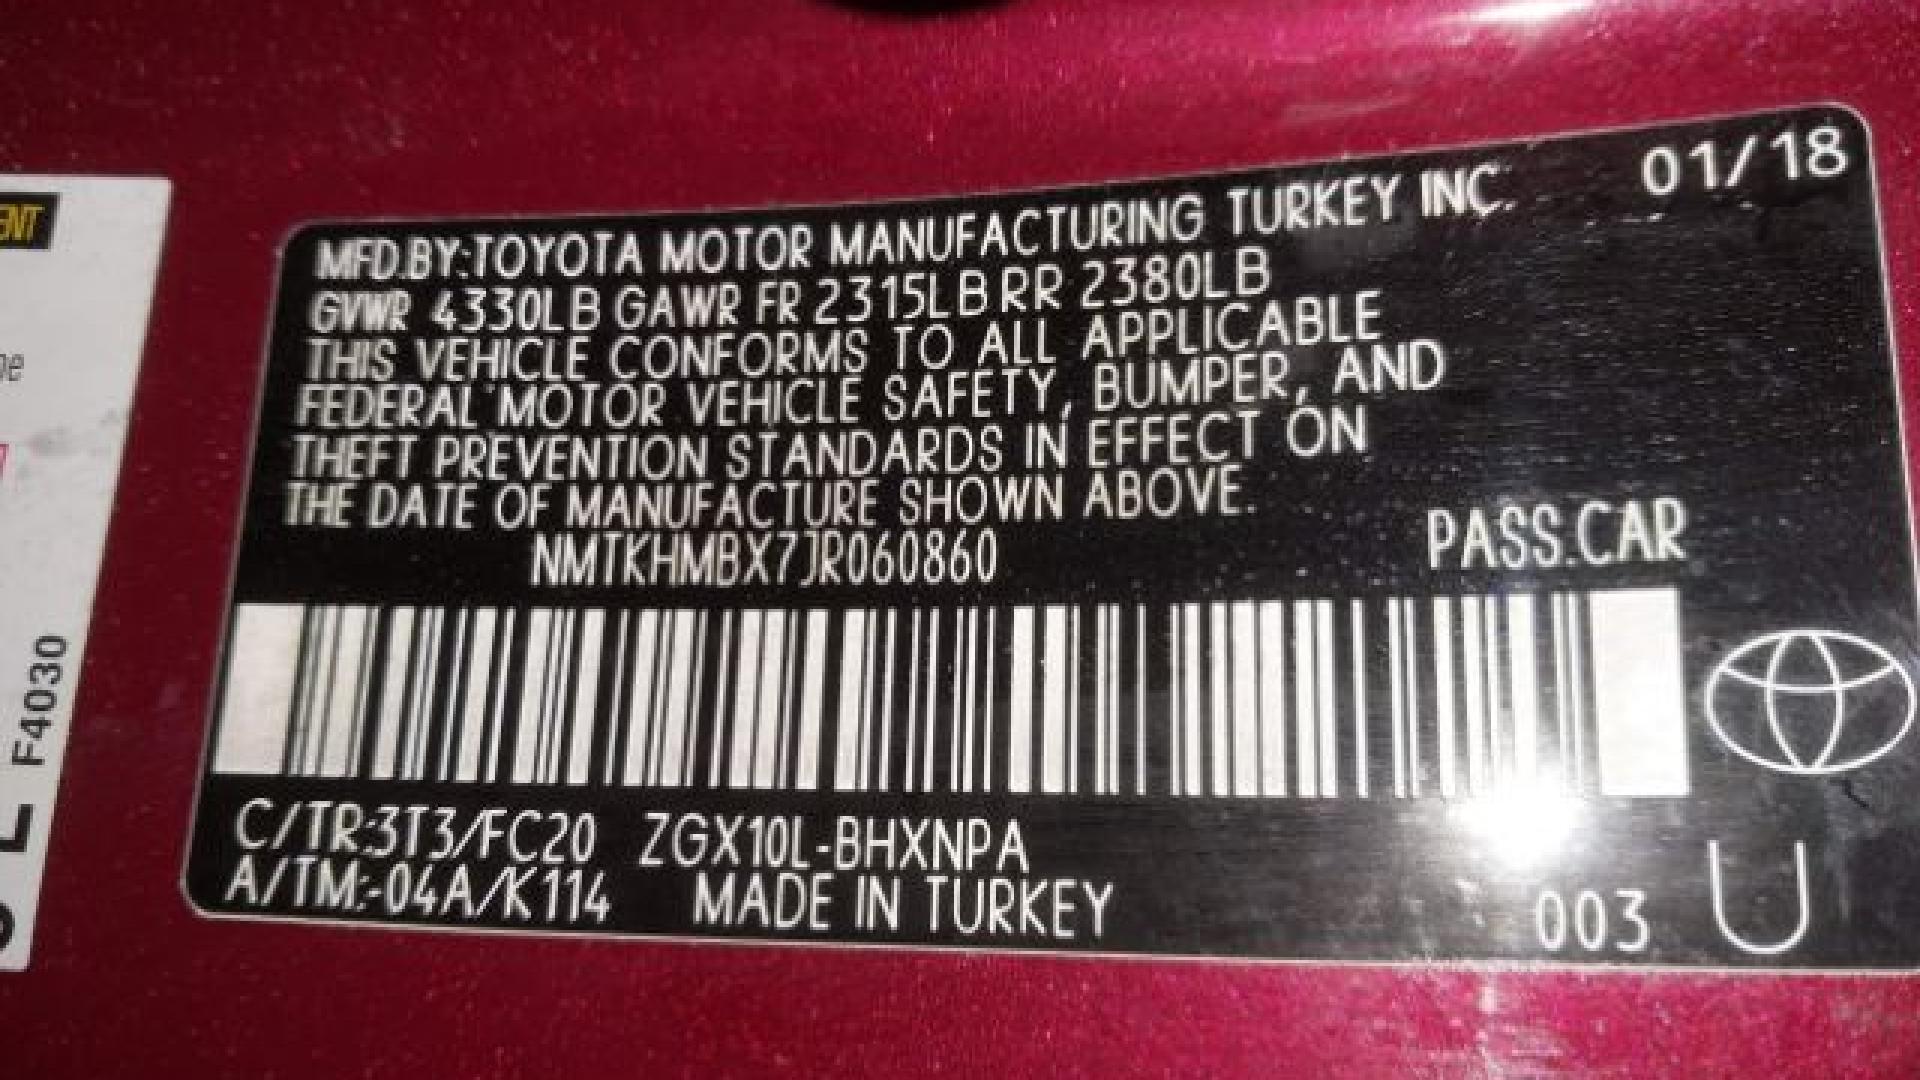 01/18
MFD.BY:TOYOTA MOTOR MANUFACTURING TURKEY INC.
GVWR 4330LB GAWR FR 2315LB RR 2380LB
THIS VEHICLE CONFORMS TO ALL APPLICABLE
FEDERAL MOTOR VEHICLE SAFETY, BUMPER, AND
THEFT PREVENTION STANDARDS IN EFFECT ON
THE DATE OF MANUFACTURE SHOWN ABOVE.
NMTKHMBX7JR060860 PASS.CAR
C/TR:3T3/FC20 ZGX10L-BHXNPA
A/TM:-04A/K114 MADE IN TURKEY
003 U
F4030